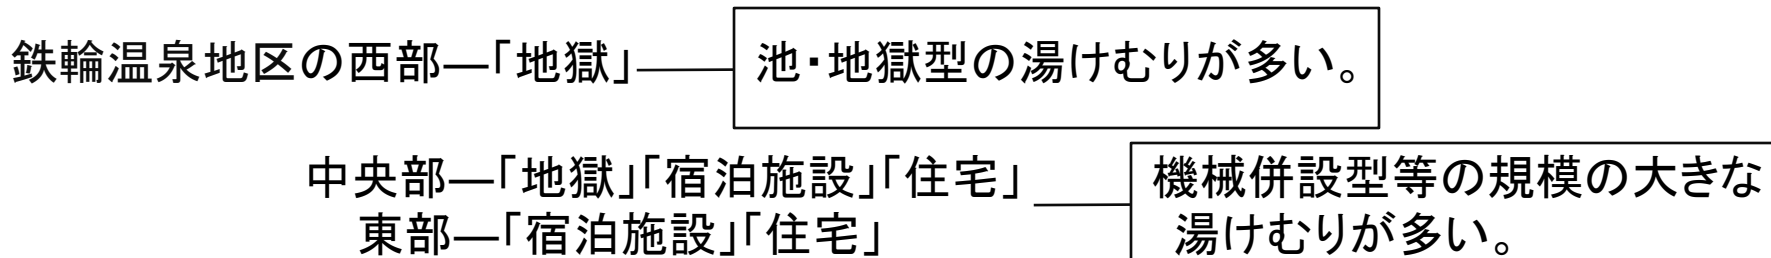 鉄輪温泉地区の西部―「地獄」
池・地獄型の湯けむりが多い。
中央部―「地獄」「宿泊施設」「住宅」
東部―「宿泊施設」「住宅」
機械併設型等の規模の大きな
湯けむりが多い。